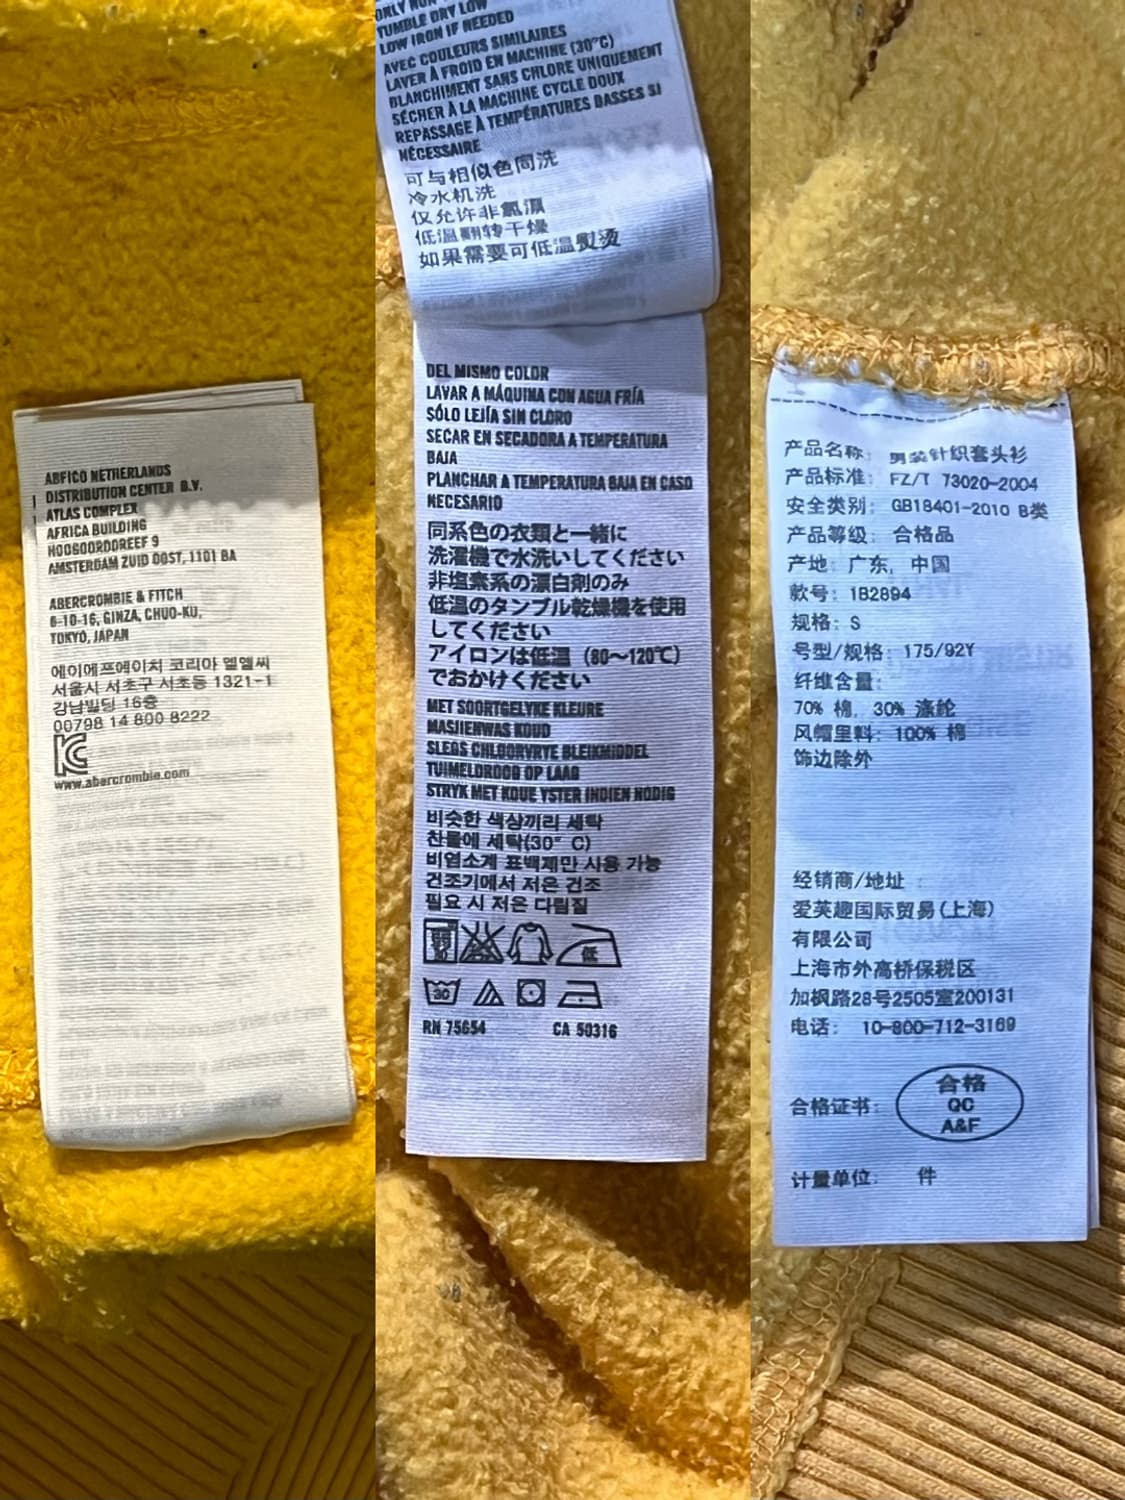 ABFICO NETHERLANDS
DISTRIBUTION CENTER B.V.
ATLAS COMPLEX
AFRICA BUILDING
HOOGOORDDREEF 9
AMSTERDAM ZUID OOST, 1101 BA
ABERCROMBIE & FITCH
6-10-16, GINZA, CHUO-KU,
TOKYO, JAPAN
에이에프에이치 코리아 엘엘씨
서울시 서초구 서초동 1321-1
강남빌딩 16층
00798 14 800 8222
www.abercrombie.com
ONLY NON
TUMBLE DRY LOW
LOW IRON IF NEEDED
AVEC COULEURS SIMILAIRES
LAVER À FROID EN MACHINE (30°C)
BLANCHIMENT SANS CHLORE UNIQUEMENT
SÉCHER À LA MACHINE CYCLE DOUX
REPASSAGE À TEMPÉRATURES BASSES SI
NÉCESSAIRE
可与相似色同洗
冷水机洗
仅允许非氯漂
低温翻转干燥
如果需要可低温熨烫
DEL MISMO COLOR
LAVAR A MÁQUINA CON AGUA FRÍA
SÓLO LEJÍA SIN CLORO
SECAR EN SECADORA A TEMPERATURA
BAJA
PLANCHAR A TEMPERATURA BAJA EN CASO
NECESARIO
同系色の衣類と一緒に
洗濯機で水洗いしてください
非塩素系の漂白剤のみ
低温のタンブル乾燥機を使用
してください
アイロンは低温（80～120℃）
でおかけください
MET SOORTGELYKE KLEURE
MASJIENWAS KOUD
SLEGS CHLOORVRYE BLEIKMIDDEL
TUIMELDROOG OP LAAG
STRYK MET KOUE YSTER INDIEN NODIG
비슷한 색상끼리 세탁
찬물에 세탁(30° C)
비염소계 표백제만 사용 가능
건조기에서 저온 건조
필요 시 저온 다림질
低
30
RN 75654 CA 50316
产品名称: 男装针织套头衫
产品标准: FZ/T 73020-2004
安全类别: GB18401-2010 B类
产品等级: 合格品
产地: 广东, 中国
款号: 1B2894
规格: S
号型/规格: 175/92Y
纤维含量:
70% 棉, 30% 涤纶
风帽里料: 100% 棉
饰边除外
经销商/地址 :
爱芙趣国际贸易(上海)
有限公司
上海市外高桥保税区
加枫路28号2505室200131
电话: 10-800-712-3169
合格证书: 合格
QC
A&F
计量单位: 件